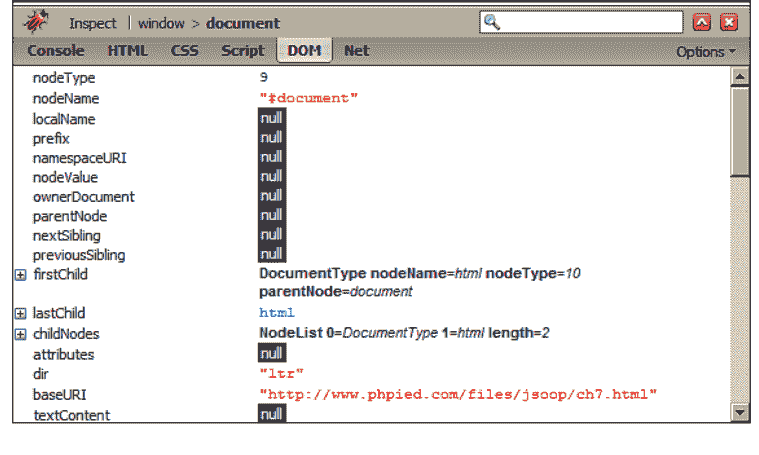 Inspect | window > document
Console HTML CSS Script DOM Net Options
nodeType 9
nodeName "#document"
localName null
prefix null
namespaceURI null
nodeValue null
ownerDocument null
parentNode null
nextSibling null
previousSibling null
firstChild DocumentType nodeName=html nodeType=10
parentNode=document
lastChild html
childNodes NodeList 0=DocumentType 1=html length=2
attributes null
dir "ltr"
baseURI "http://www.phpied.com/files/jsoop/ch7.html"
textContent null